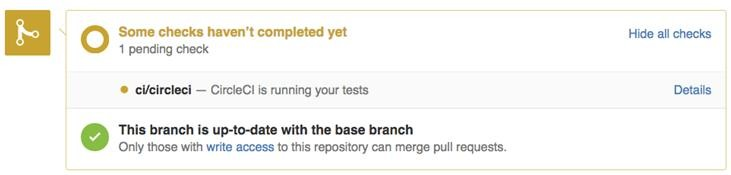 Some checks haven't completed yet
Hide all checks
1 pending check
ci/circleci — CircleCI is running your tests
Details
This branch is up-to-date with the base branch
Only those with write access to this repository can merge pull requests.